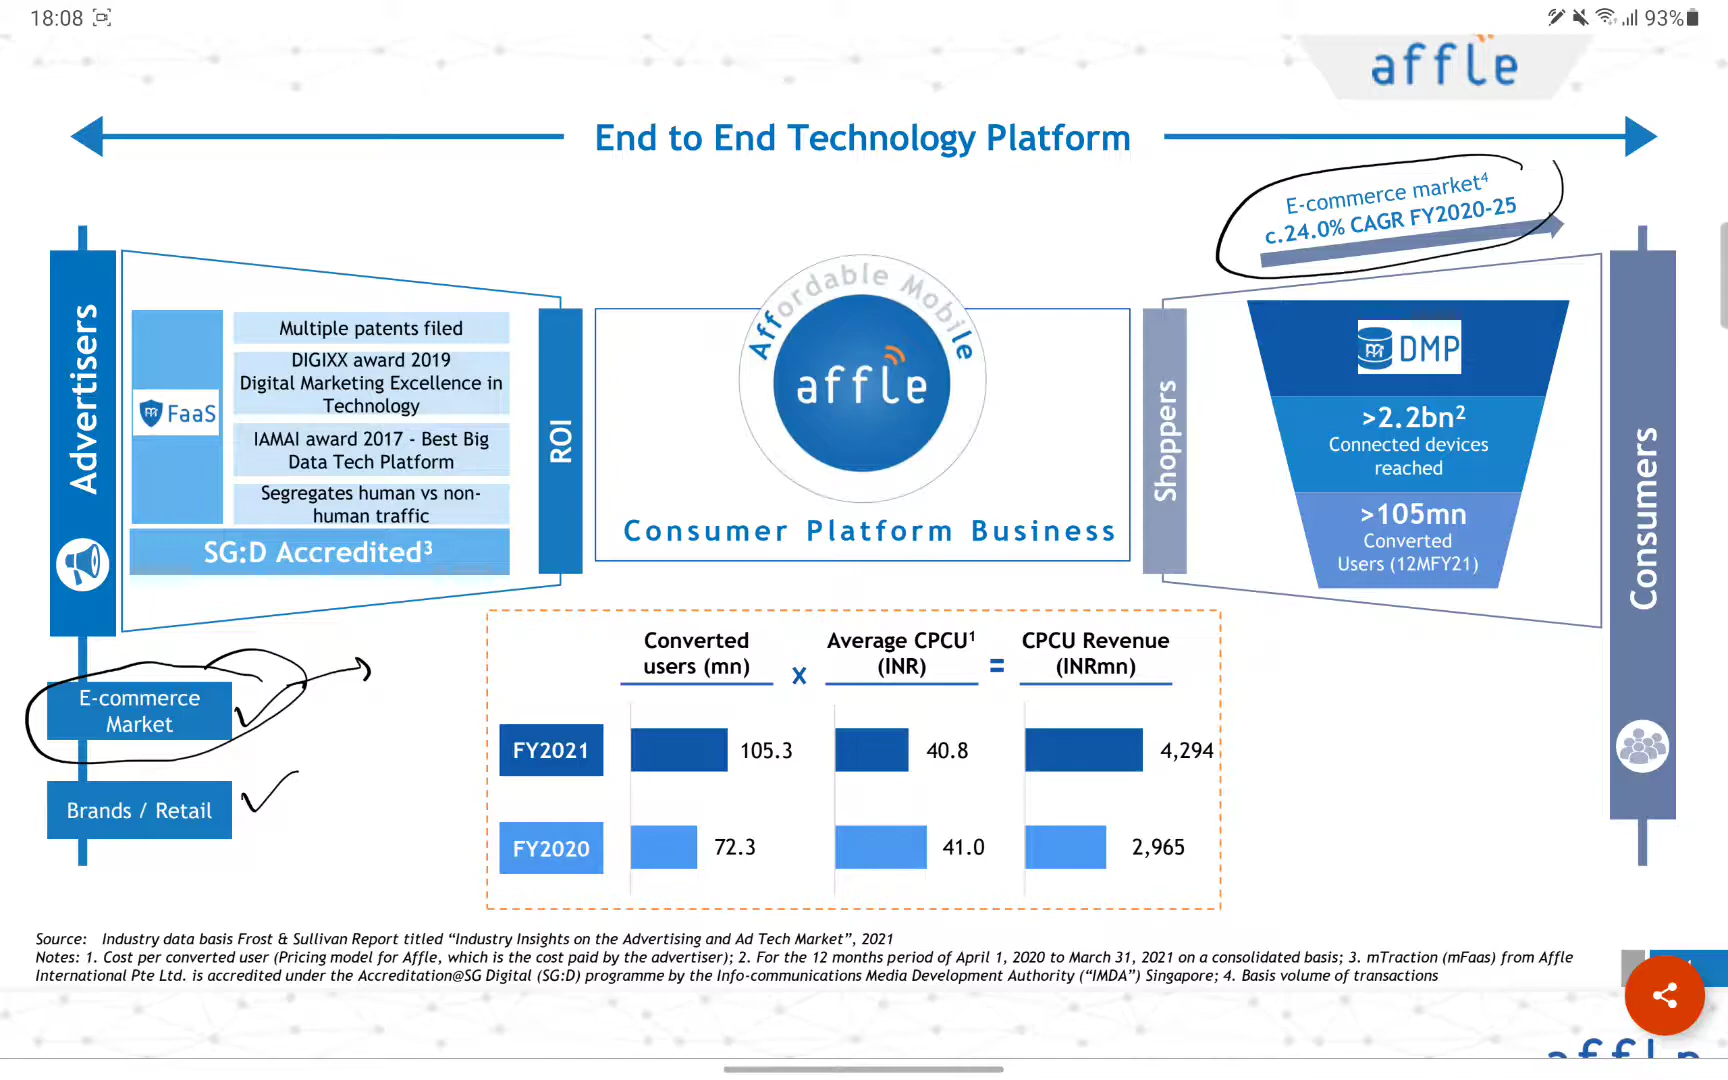 18:08
93%
affle
End to End Technology Platform
E-commerce market4
c.24.0% CAGR FY2020-25
Advertisers
FaaS
Multiple patents filed
DIGIXX award 2019
Digital Marketing Excellence in
Technology
IAMAI award 2017 - Best Big
Data Tech Platform
Segregates human vs non-
human traffic
SG:D Accredited3
ROI
Affordable Mobile
affle
Consumer Platform Business
Shoppers
DMP
>2.2bn2
Connected devices
reached
>105mn
Converted
Users (12MFY21)
Consumers
E-commerce
Market
Brands / Retail
Converted
users (mn)
x
Average CPCU1
(INR)
=
CPCU Revenue
(INRmn)
FY2021
105.3
40.8
4,294
FY2020
72.3
41.0
2,965
Source: Industry data basis Frost & Sullivan Report titled “Industry Insights on the Advertising and Ad Tech Market”, 2021
Notes: 1. Cost per converted user (Pricing model for Affle, which is the cost paid by the advertiser); 2. For the 12 months period of April 1, 2020 to March 31, 2021 on a consolidated basis; 3. mTraction (mFaas) from Affle
International Pte Ltd. is accredited under the Accreditation@SG Digital (SG:D) programme by the Info-communications Media Development Authority (“IMDA”) Singapore; 4. Basis volume of transactions
affle